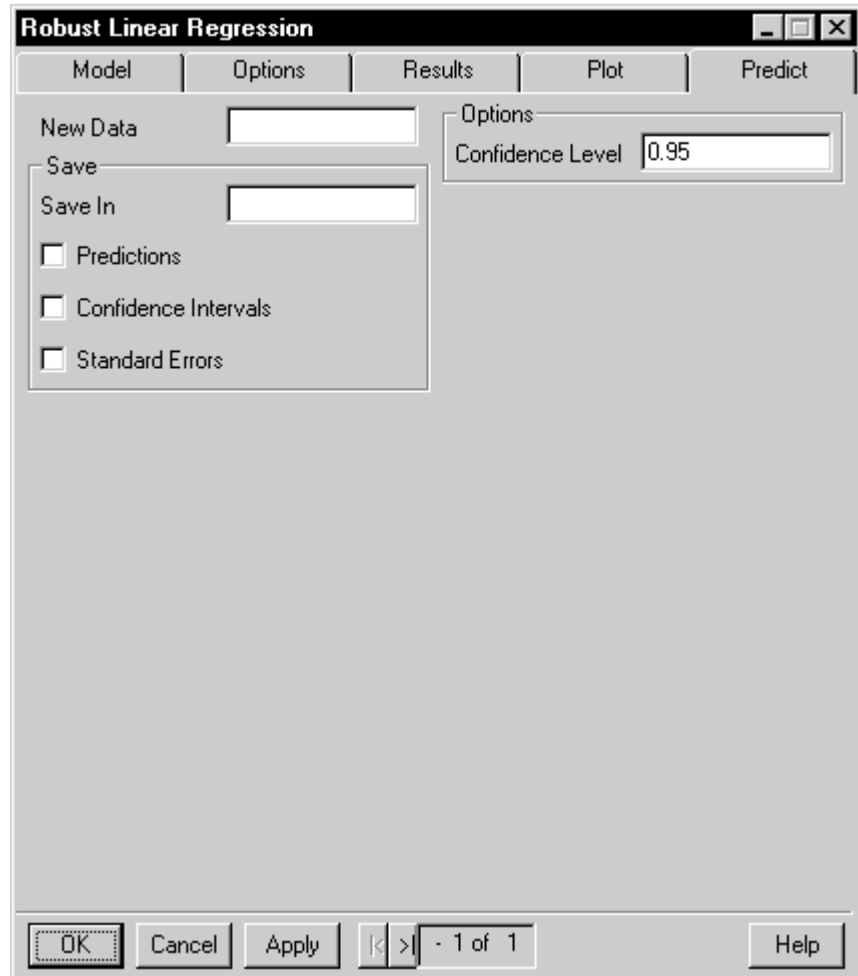 Robust Linear Regression
Model Options Results Plot Predict
New Data
Save
Save In
Predictions
Confidence Intervals
Standard Errors
Options
Confidence Level 0.95
OK Cancel Apply |< >| - 1 of 1 Help